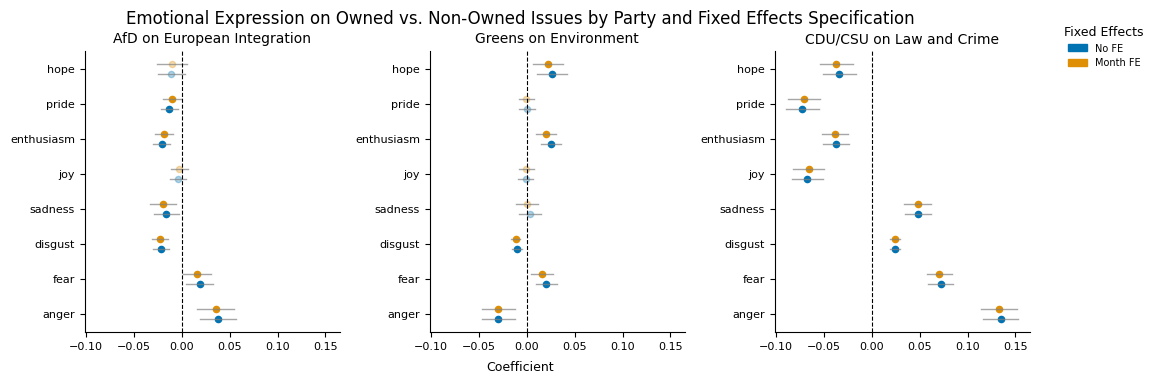 Emotional Expression on Owned vs. Non-Owned Issues by Party and Fixed Effects Specification
AfD on European Integration
hope
pride
enthusiasm
joy
sadness
disgust
fear
anger
−0.10 −0.05 0.00 0.05 0.10 0.15
Greens on Environment
hope
pride
enthusiasm
joy
sadness
disgust
fear
anger
−0.10 −0.05 0.00 0.05 0.10 0.15
Coefficient
CDU/CSU on Law and Crime
hope
pride
enthusiasm
joy
sadness
disgust
fear
anger
−0.10 −0.05 0.00 0.05 0.10 0.15
Fixed Effects
No FE
Month FE